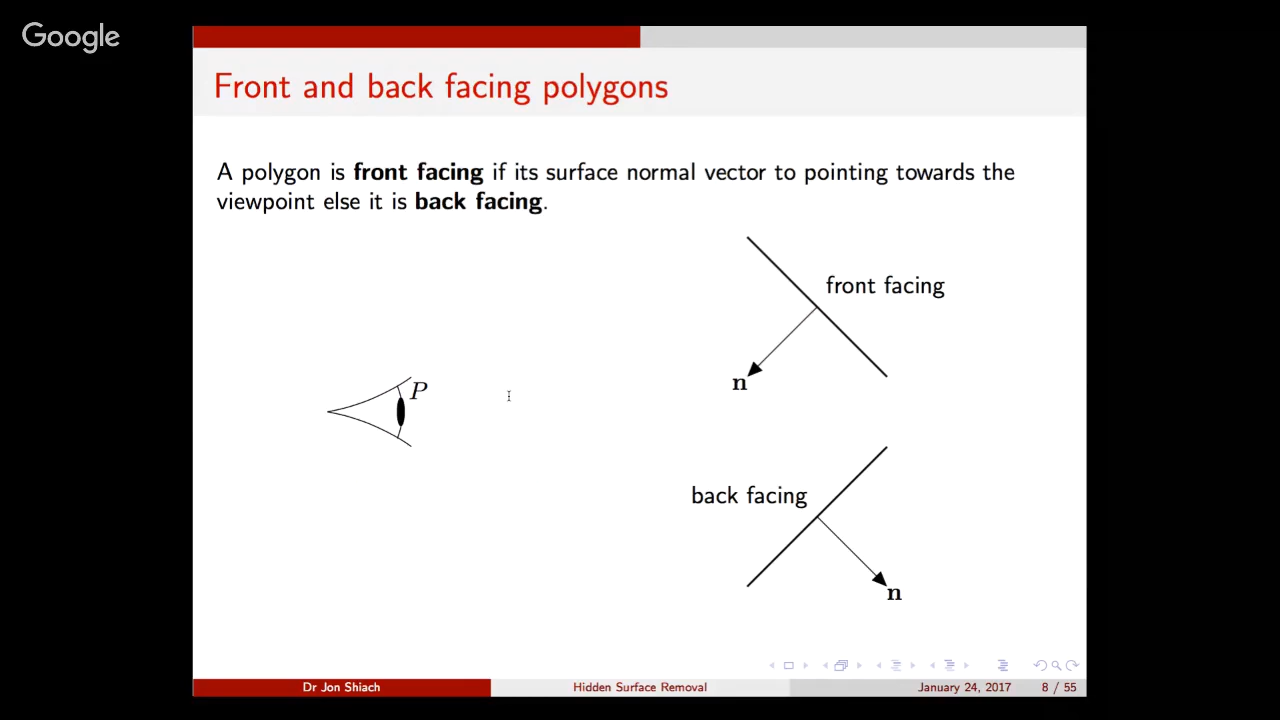 Google
Front and back facing polygons
A polygon is front facing if its surface normal vector to pointing towards the
viewpoint else it is back facing.
front facing
n
P
back facing
n
Dr Jon Shiach
Hidden Surface Removal
January 24, 2017
8 / 55